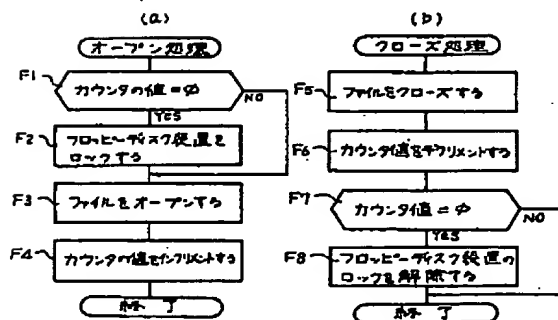 (a)
オープン処理
F1
カウンタの値=φ
NO
YES
F2
フロッピーディスク装置を
ロックする
F3
ファイルをオープンする
F4
カウンタの値をインクリメントする
終了
(b)
クローズ処理
F5
ファイルをクローズする
F6
カウンタ値をデクリメントする
F7
カウンタ値=φ
NO
YES
F8
フロッピーディスク装置の
ロックを解除する
終了